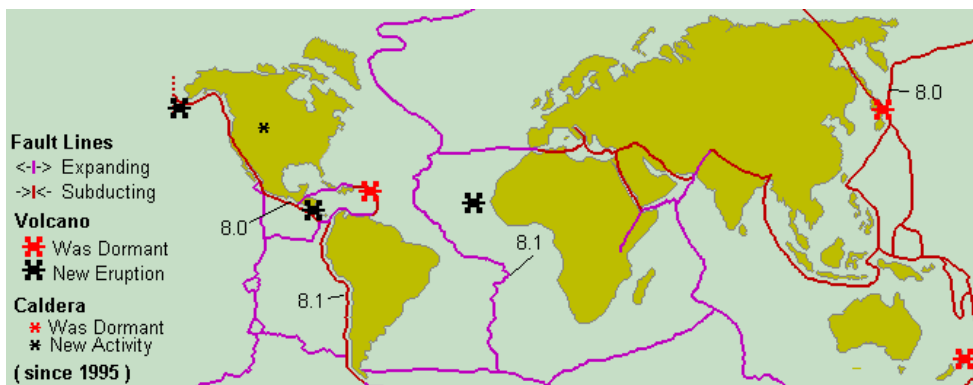 Fault Lines
<-|-> Expanding
->|<- Subducting
Volcano
Was Dormant
New Eruption
Caldera
Was Dormant
New Activity
( since 1995 )
8.0
8.1
8.1
8.0